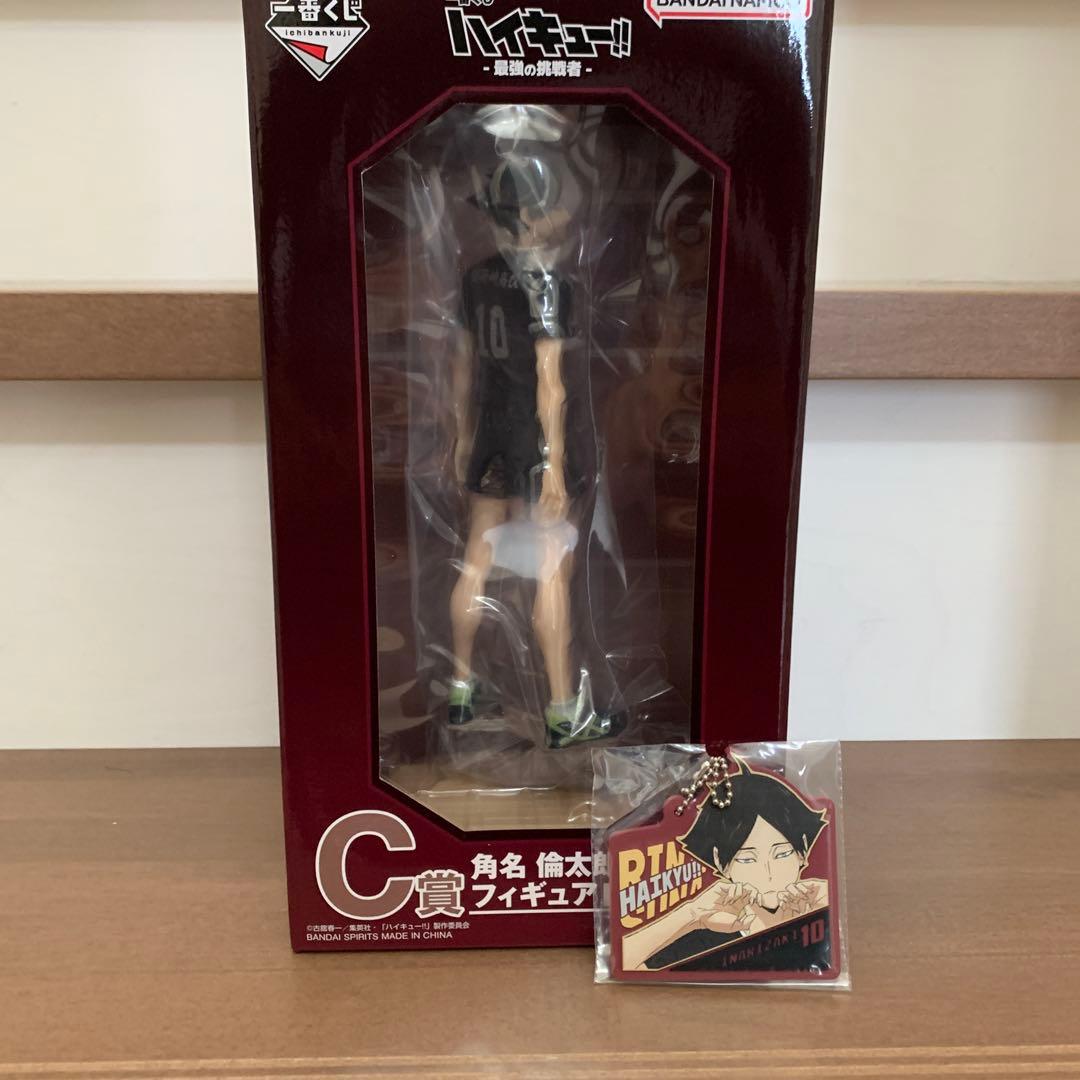 一番くじ
ichibankuji
ハイキュー!!
BANDAI NAMCO
- 最強の挑戦者 -
10
C賞
角名 倫太郎
フィギュア
©古舘春一／集英社・「ハイキュー!!」製作委員会
BANDAI SPIRITS MADE IN CHINA
HAIKYU!!
INARIZAKI 10